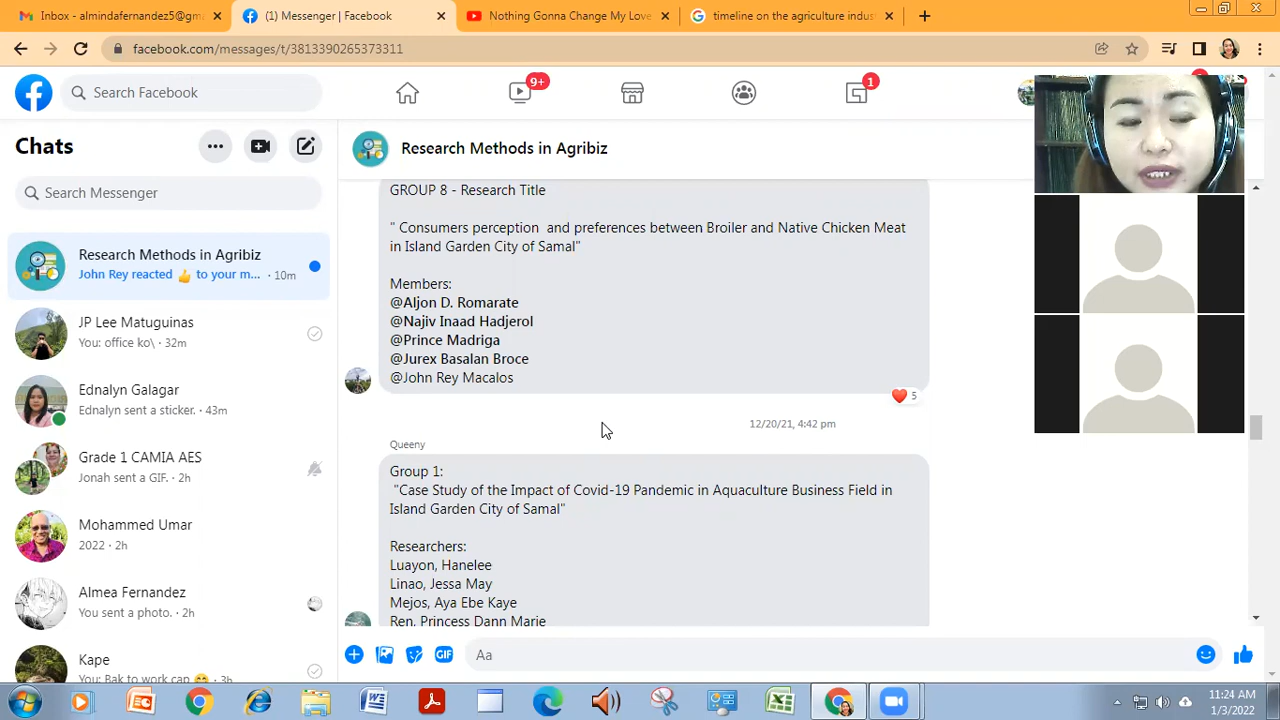 Inbox - almindafernandez5@gma
(1) Messenger | Facebook
Nothing Gonna Change My Love
timeline on the agriculture indus
facebook.com/messages/t/3813390265373311
Search Facebook
9+
1
Chats
Search Messenger
Research Methods in Agribiz
John Rey reacted 👍 to your m... · 10m
JP Lee Matuguinas
You: office ko\ · 32m
Ednalyn Galagar
Ednalyn sent a sticker. · 43m
Grade 1 CAMIA AES
Jonah sent a GIF. · 2h
Mohammed Umar
2022 · 2h
Almea Fernandez
You sent a photo. · 2h
Kape
You: Bak to work cap 😁 · 3h
Research Methods in Agribiz
GROUP 8 - Research Title
" Consumers perception and preferences between Broiler and Native Chicken Meat
in Island Garden City of Samal"
Members:
@Aljon D. Romarate
@Najiv Inaad Hadjerol
@Prince Madriga
@Jurex Basalan Broce
@John Rey Macalos
5
12/20/21, 4:42 pm
Queeny
Group 1:
"Case Study of the Impact of Covid-19 Pandemic in Aquaculture Business Field in
Island Garden City of Samal"
Researchers:
Luayon, Hanelee
Linao, Jessa May
Mejos, Aya Ebe Kaye
Ren, Princess Dann Marie
GIF
Aa
11:24 AM
1/3/2022